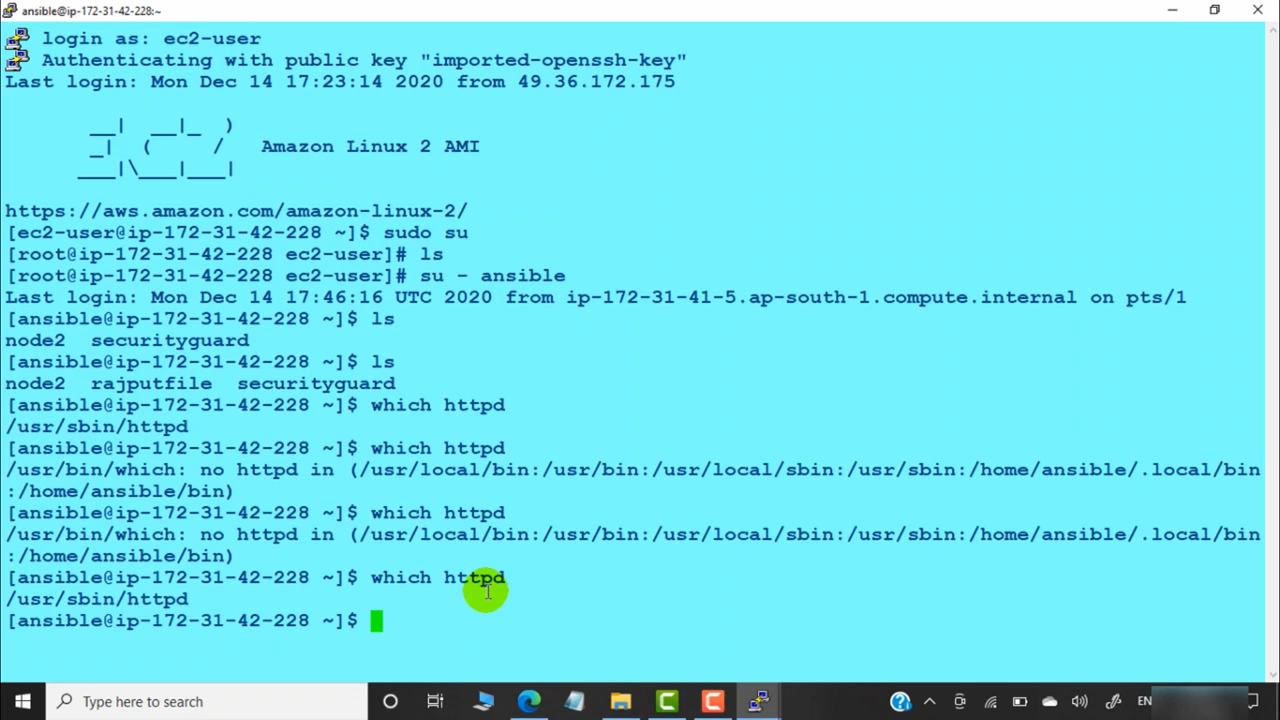 ansible@ip-172-31-42-228:~
login as: ec2-user
Authenticating with public key "imported-openssh-key"
Last login: Mon Dec 14 17:23:14 2020 from 49.36.172.175
__|  __|_  )
_|  (     /
___|\___|___|
Amazon Linux 2 AMI
https://aws.amazon.com/amazon-linux-2/
[ec2-user@ip-172-31-42-228 ~]$ sudo su
[root@ip-172-31-42-228 ec2-user]# ls
[root@ip-172-31-42-228 ec2-user]# su - ansible
Last login: Mon Dec 14 17:46:16 UTC 2020 from ip-172-31-41-5.ap-south-1.compute.internal on pts/1
[ansible@ip-172-31-42-228 ~]$ ls
node2  securityguard
[ansible@ip-172-31-42-228 ~]$ ls
node2  rajputfile  securityguard
[ansible@ip-172-31-42-228 ~]$ which httpd
/usr/sbin/httpd
[ansible@ip-172-31-42-228 ~]$ which httpd
/usr/bin/which: no httpd in (/usr/local/bin:/usr/bin:/usr/local/sbin:/usr/sbin:/home/ansible/.local/bin
:/home/ansible/bin)
[ansible@ip-172-31-42-228 ~]$ which httpd
/usr/bin/which: no httpd in (/usr/local/bin:/usr/bin:/usr/local/sbin:/usr/sbin:/home/ansible/.local/bin
:/home/ansible/bin)
[ansible@ip-172-31-42-228 ~]$ which httpd
/usr/sbin/httpd
[ansible@ip-172-31-42-228 ~]$
Type here to search
EN